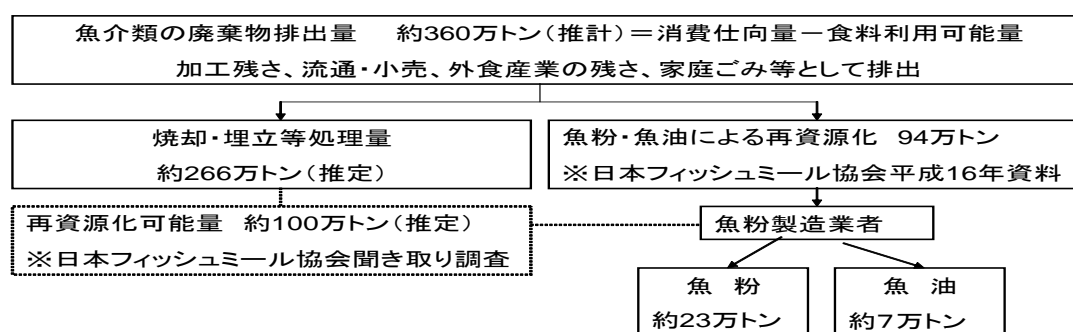 魚介類の廃棄物排出量　約360万トン(推計)=消費仕向量-食料利用可能量
加工残さ、流通・小売、外食産業の残さ、家庭ごみ等として排出
焼却・埋立等処理量
約266万トン(推定)
魚粉・魚油による再資源化 94万トン
※日本フィッシュミール協会平成16年資料
再資源化可能量 約100万トン(推定)
※日本フィッシュミール協会聞き取り調査
魚粉製造業者
魚 粉
約23万トン
魚 油
約7万トン